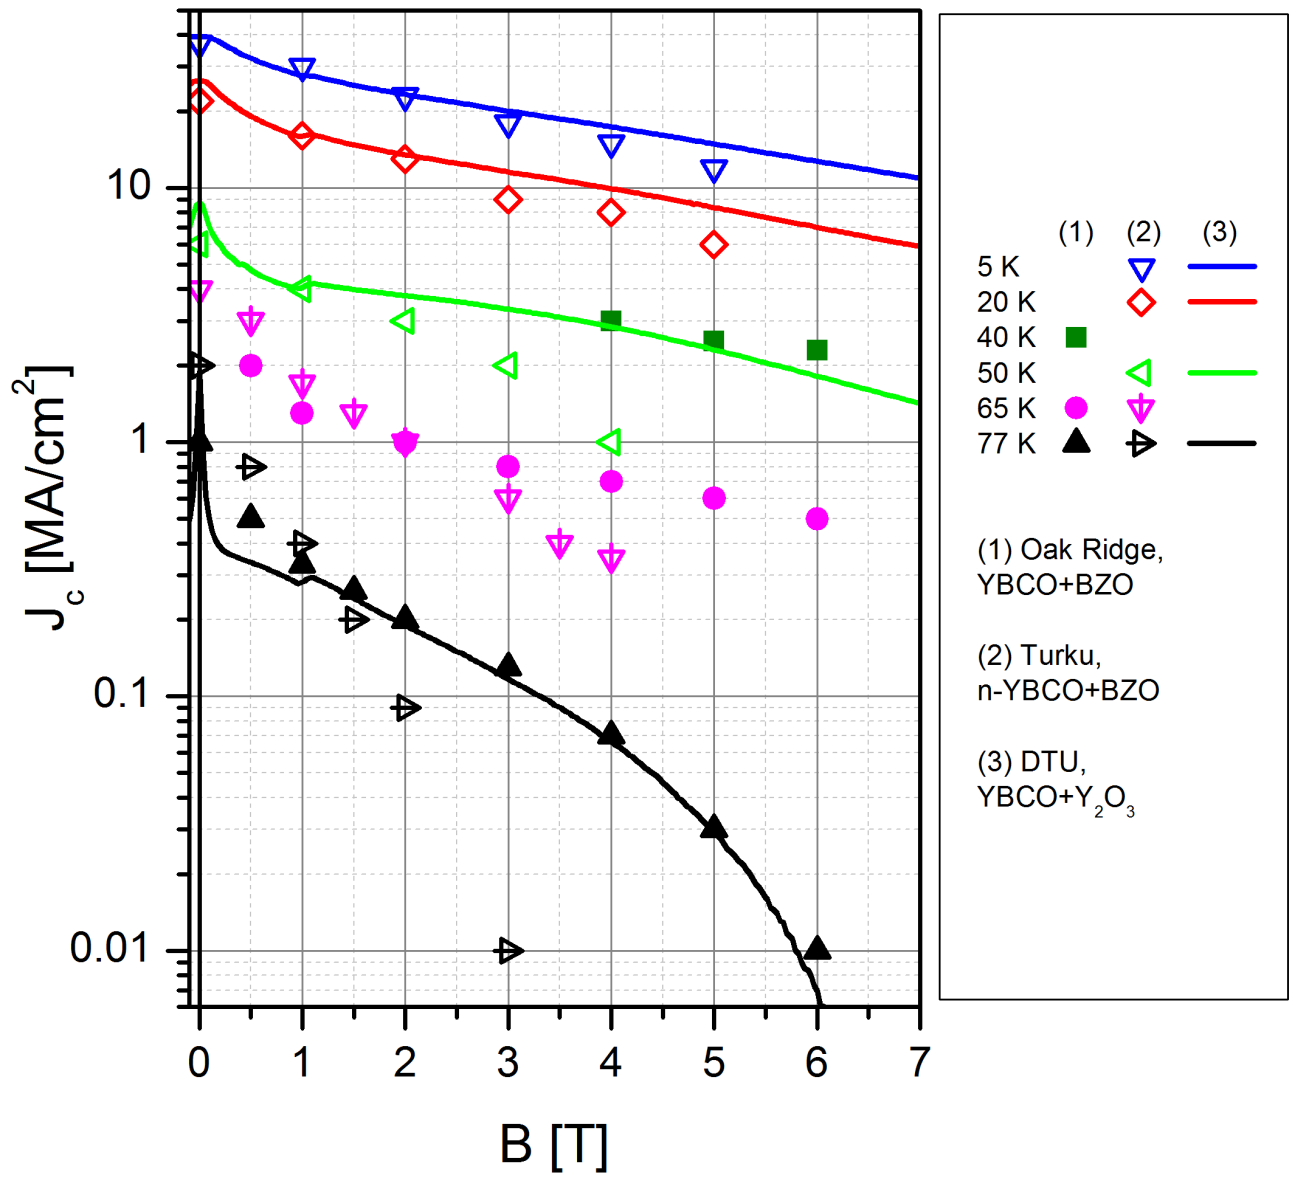 10
1
0.1
0.01
J_c [MA/cm²]
0 1 2 3 4 5 6 7
B [T]
(1) (2) (3)
5 K
20 K
40 K
50 K
65 K
77 K
(1) Oak Ridge,
YBCO+BZO
(2) Turku,
n-YBCO+BZO
(3) DTU,
YBCO+Y₂O₃